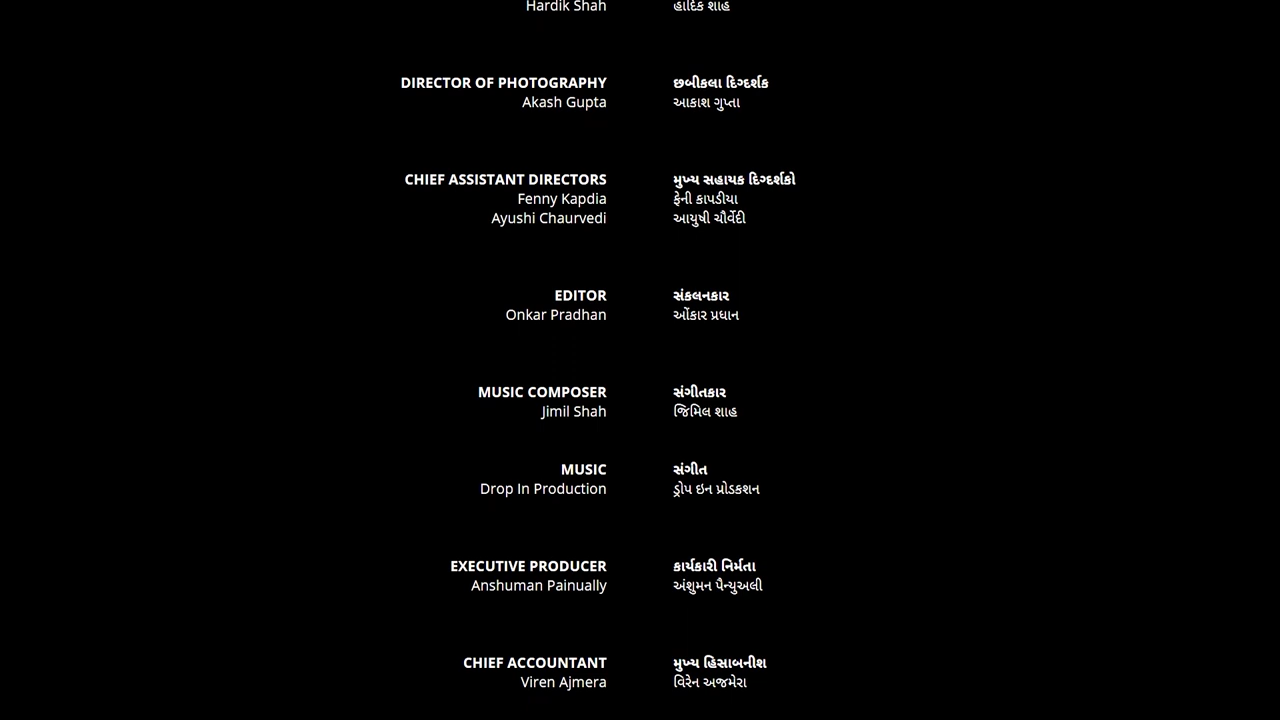 Hardik Shah હાર્દિક શાહ
DIRECTOR OF PHOTOGRAPHY છબીકલા દિગ્દર્શક
Akash Gupta આકાશ ગુપ્તા
CHIEF ASSISTANT DIRECTORS મુખ્ય સહાયક દિગ્દર્શકો
Fenny Kapdia ફેની કાપડીયા
Ayushi Chaurvedi આયુષી ચૌર્વેદી
EDITOR સંકલનકાર
Onkar Pradhan ઓંકાર પ્રધાન
MUSIC COMPOSER સંગીતકાર
Jimil Shah જિમિલ શાહ
MUSIC સંગીત
Drop In Production ડ્રોપ ઇન પ્રોડકશન
EXECUTIVE PRODUCER કાર્યકારી નિર્મતા
Anshuman Painually અંશુમન પૈન્યુઅલી
CHIEF ACCOUNTANT મુખ્ય હિસાબનીશ
Viren Ajmera વિરેન અજમેરા